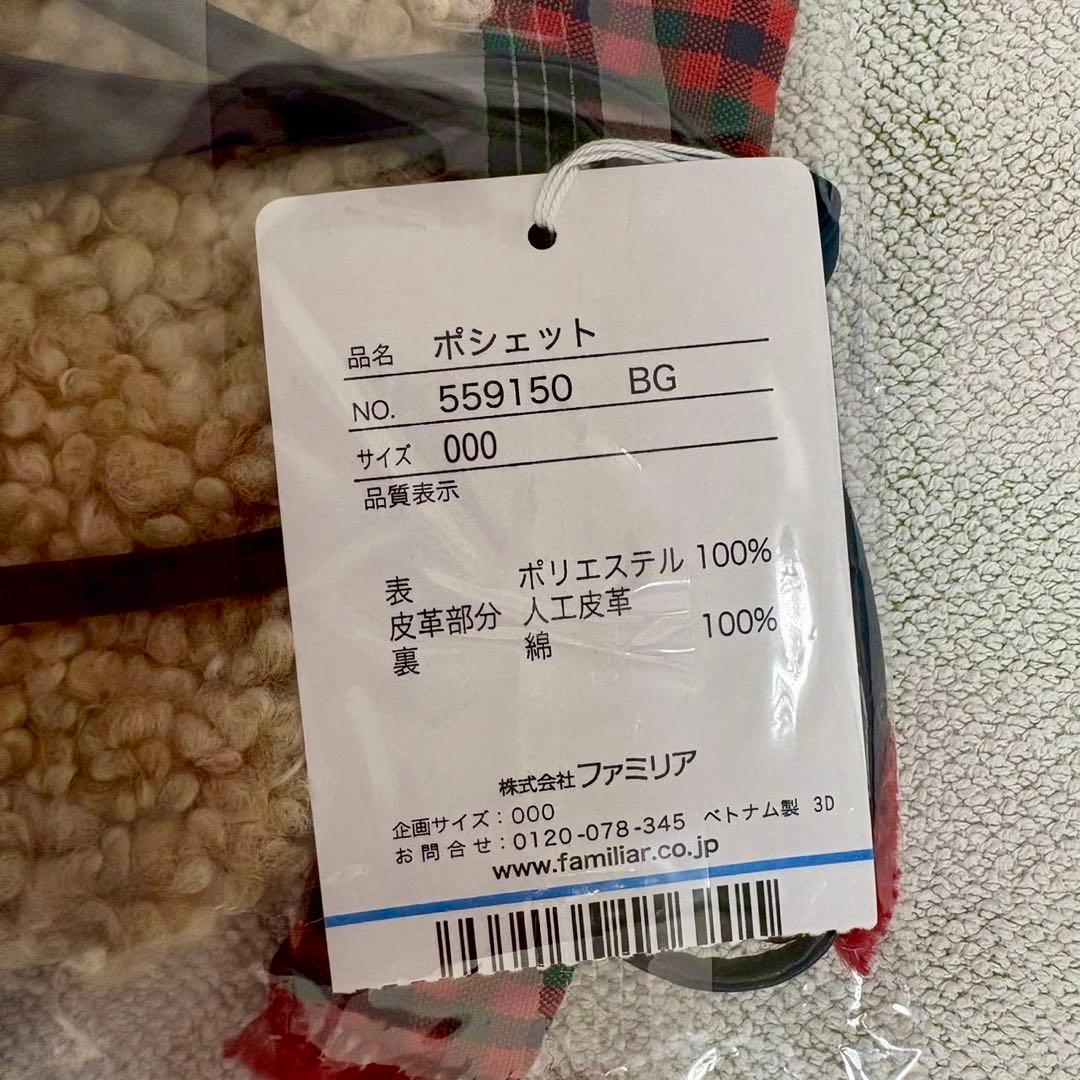 品名 ポシェット
NO. 559150 BG
サイズ 000
品質表示
表 ポリエステル 100%
皮革部分 人工皮革
裏 綿 100%
株式会社ファミリア
企画サイズ：000
お問合せ：0120-078-345 ベトナム製 3D
www.familiar.co.jp